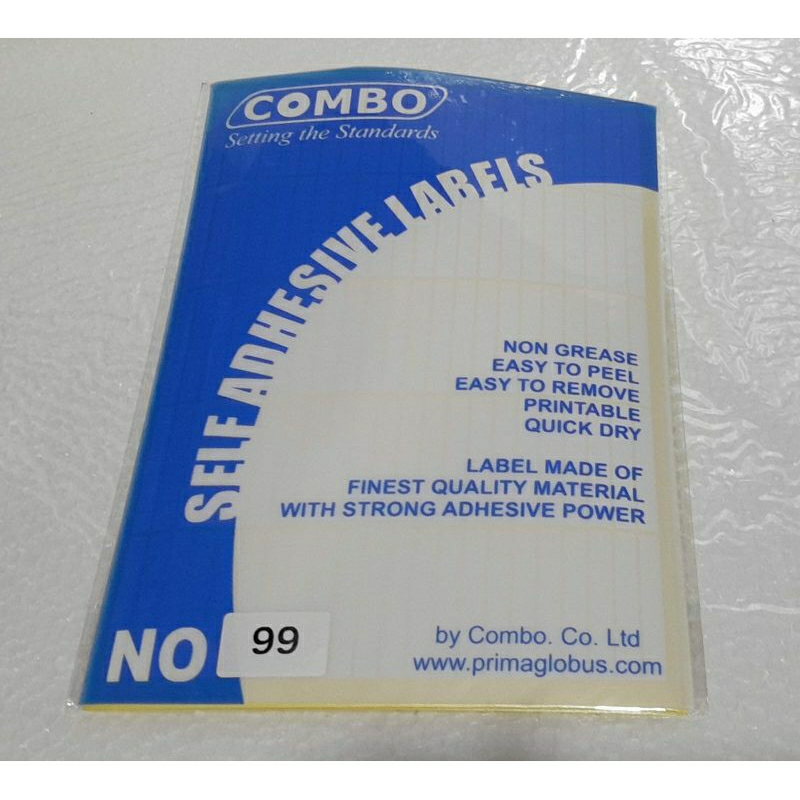 COMBO®
Setting the Standards
SELF ADHESIVE LABELS
NON GREASE
EASY TO PEEL
EASY TO REMOVE
PRINTABLE
QUICK DRY
LABEL MADE OF
FINEST QUALITY MATERIAL
WITH STRONG ADHESIVE POWER
NO 99
by Combo. Co. Ltd
www.primaglobus.com